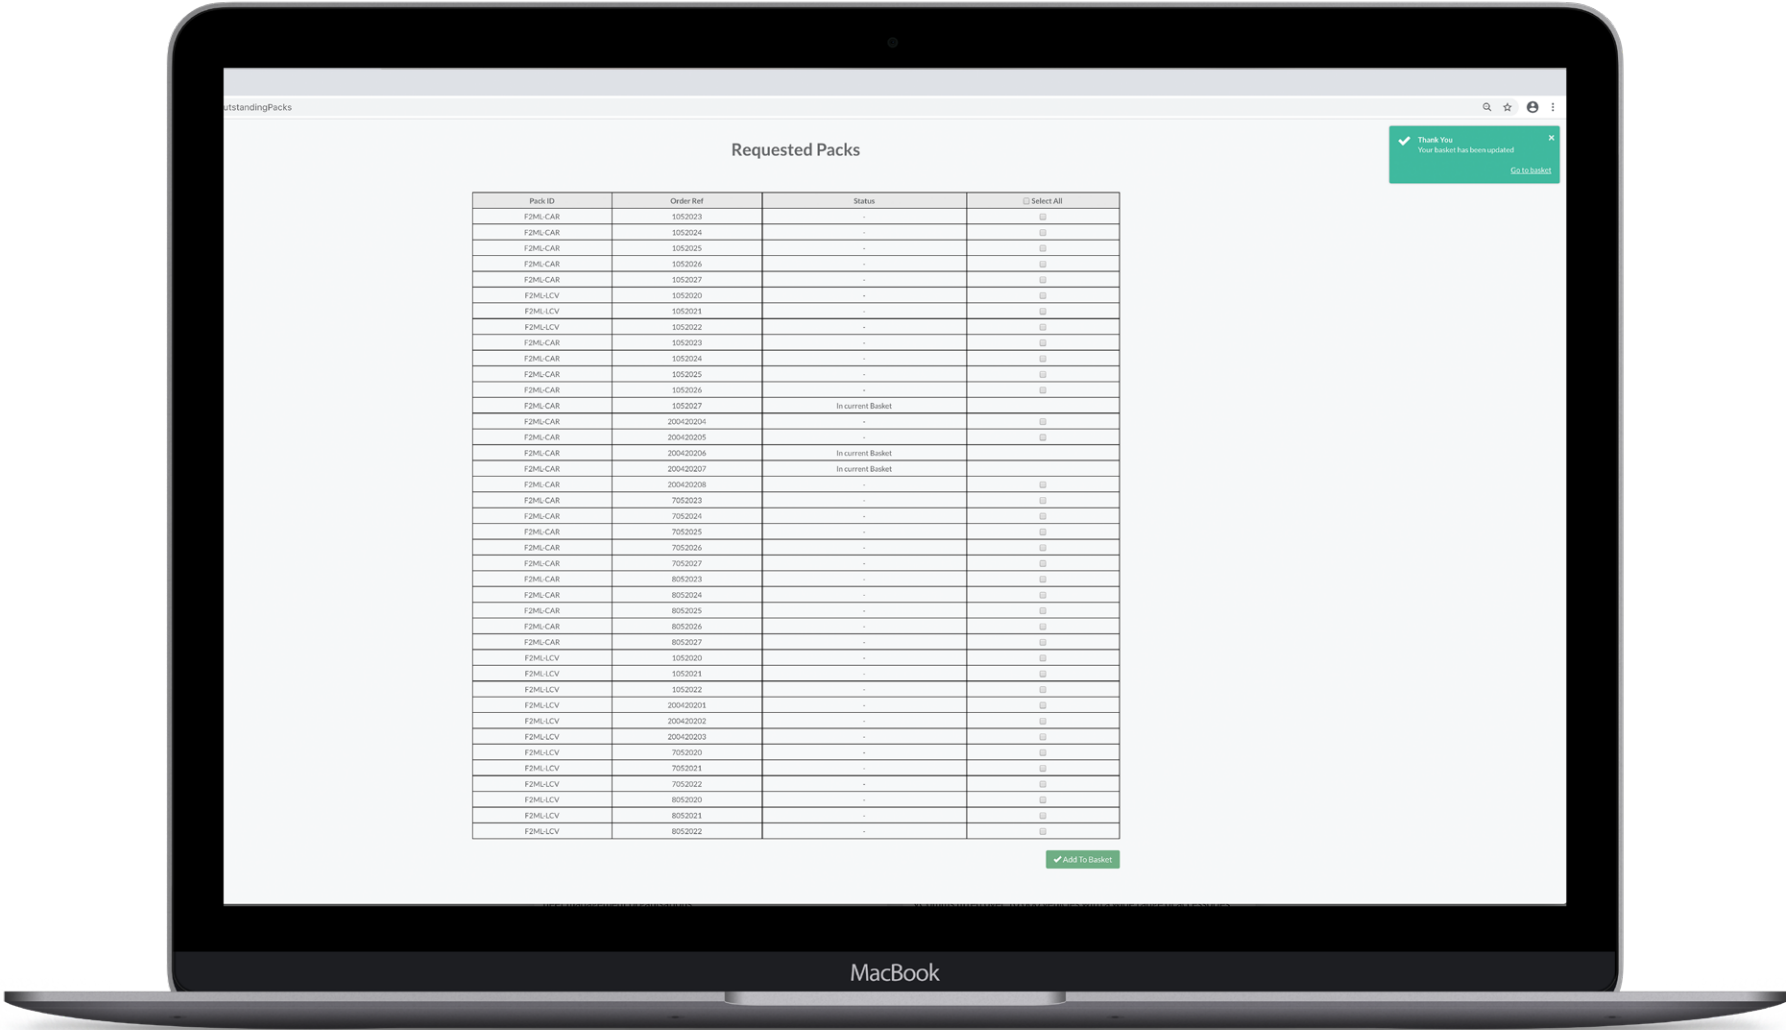 utstandingPacks
Thank You
Your basket has been updated
Go to basket
Requested Packs
Pack ID Order Ref Status Select All
F2ML-CAR 1052023 -
F2ML-CAR 1052024 -
F2ML-CAR 1052025 -
F2ML-CAR 1052026 -
F2ML-CAR 1052027 -
F2ML-LCV 1052020 -
F2ML-LCV 1052021 -
F2ML-LCV 1052022 -
F2ML-CAR 1052023 -
F2ML-CAR 1052024 -
F2ML-CAR 1052025 -
F2ML-CAR 1052026 -
F2ML-CAR 1052027 In current Basket
F2ML-CAR 200420204 -
F2ML-CAR 200420205 -
F2ML-CAR 200420206 In current Basket
F2ML-CAR 200420207 In current Basket
F2ML-CAR 200420208 -
F2ML-CAR 7052023 -
F2ML-CAR 7052024 -
F2ML-CAR 7052025 -
F2ML-CAR 7052026 -
F2ML-CAR 7052027 -
F2ML-CAR 8052023 -
F2ML-CAR 8052024 -
F2ML-CAR 8052025 -
F2ML-CAR 8052026 -
F2ML-CAR 8052027 -
F2ML-LCV 1052020 -
F2ML-LCV 1052021 -
F2ML-LCV 1052022 -
F2ML-LCV 200420201 -
F2ML-LCV 200420202 -
F2ML-LCV 200420203 -
F2ML-LCV 7052020 -
F2ML-LCV 7052021 -
F2ML-LCV 7052022 -
F2ML-LCV 8052020 -
F2ML-LCV 8052021 -
F2ML-LCV 8052022 -
Add To Basket
MacBook